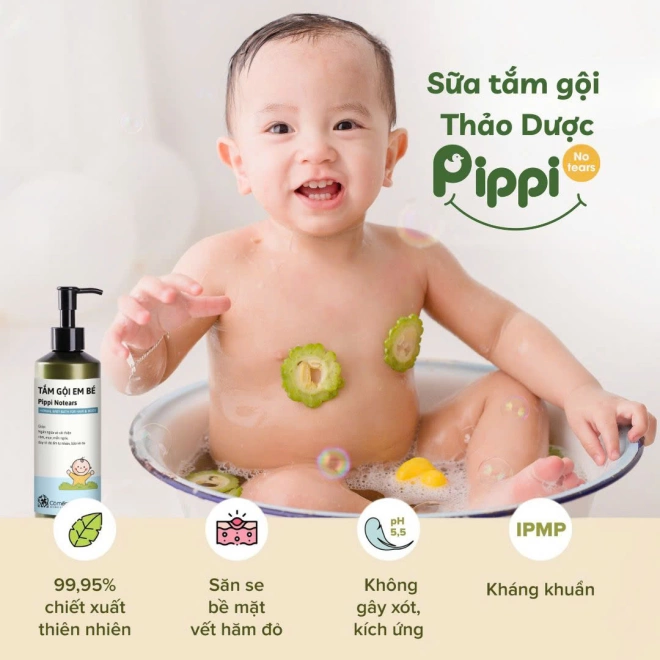 Sữa tắm gội
Thảo Dược
Pippi
No
tears
TẮM GỘI EM BÉ
Pippi Notears
pH
5,5
IPMP
99,95%
chiết xuất
thiên nhiên
Săn se
bề mặt
vết hăm đỏ
Không
gây xót,
kích ứng
Kháng khuẩn